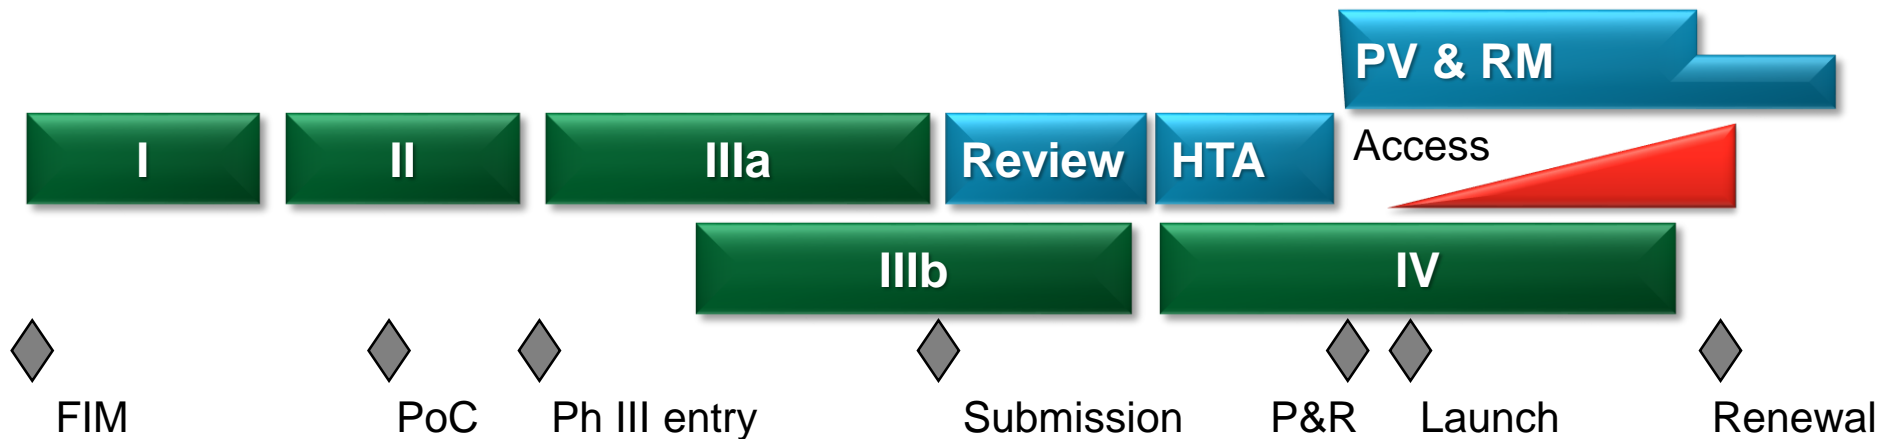 PV & RM
I
II
IIIa
Review
HTA
Access
IIIb
IV
FIM
PoC
Ph III entry
Submission
P&R
Launch
Renewal